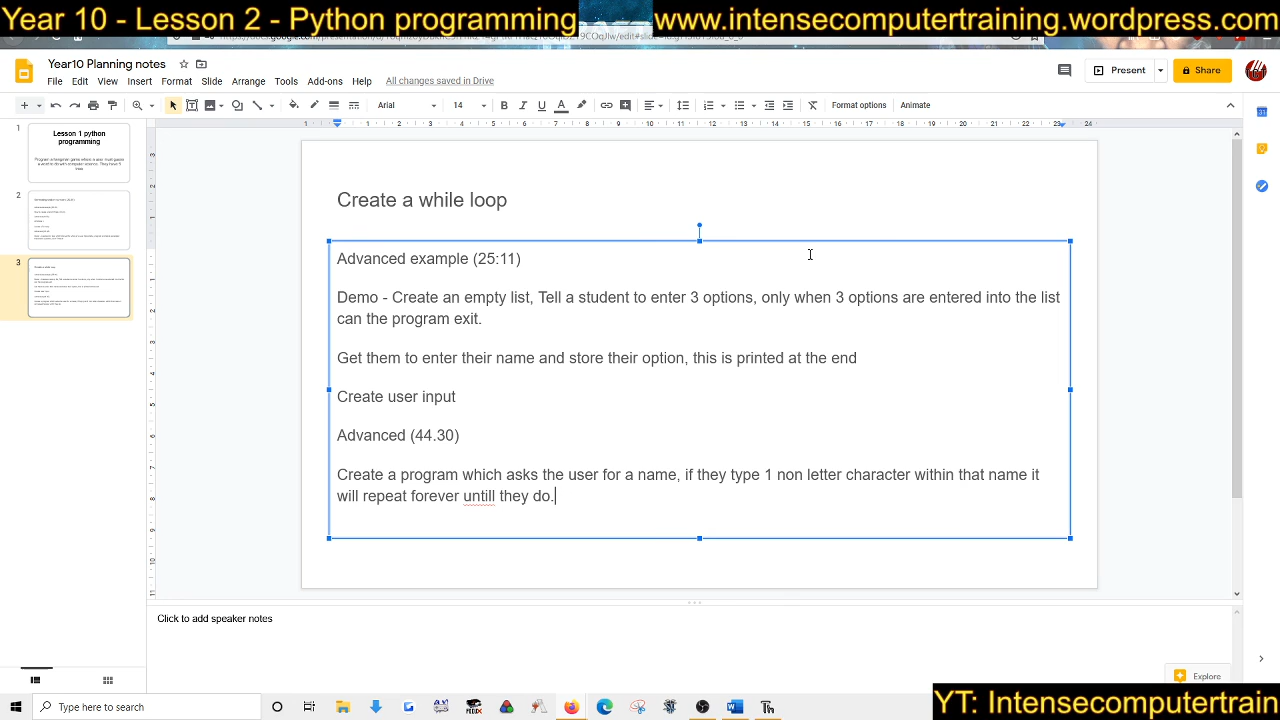 Year 10 - Lesson 2 - Python programming
www.intensecomputertraining.wordpress.com
Year10 Planning notes
File Edit View Insert Format Slide Arrange Tools Add-ons Help All changes saved in Drive
Present
Share
Arial
14
Format options
Animate
1
Lesson 1 python
programming
2
3
Create a while loop
Advanced example (25:11)
Demo - Create an empty list, Tell a student to enter 3 options, only when 3 options are entered into the list
can the program exit.
Get them to enter their name and store their option, this is printed at the end
Create user input
Advanced (44.30)
Create a program which asks the user for a name, if they type 1 non letter character within that name it
will repeat forever untill they do.
Click to add speaker notes
Explore
Type here to search
YT: Intensecomputertrain